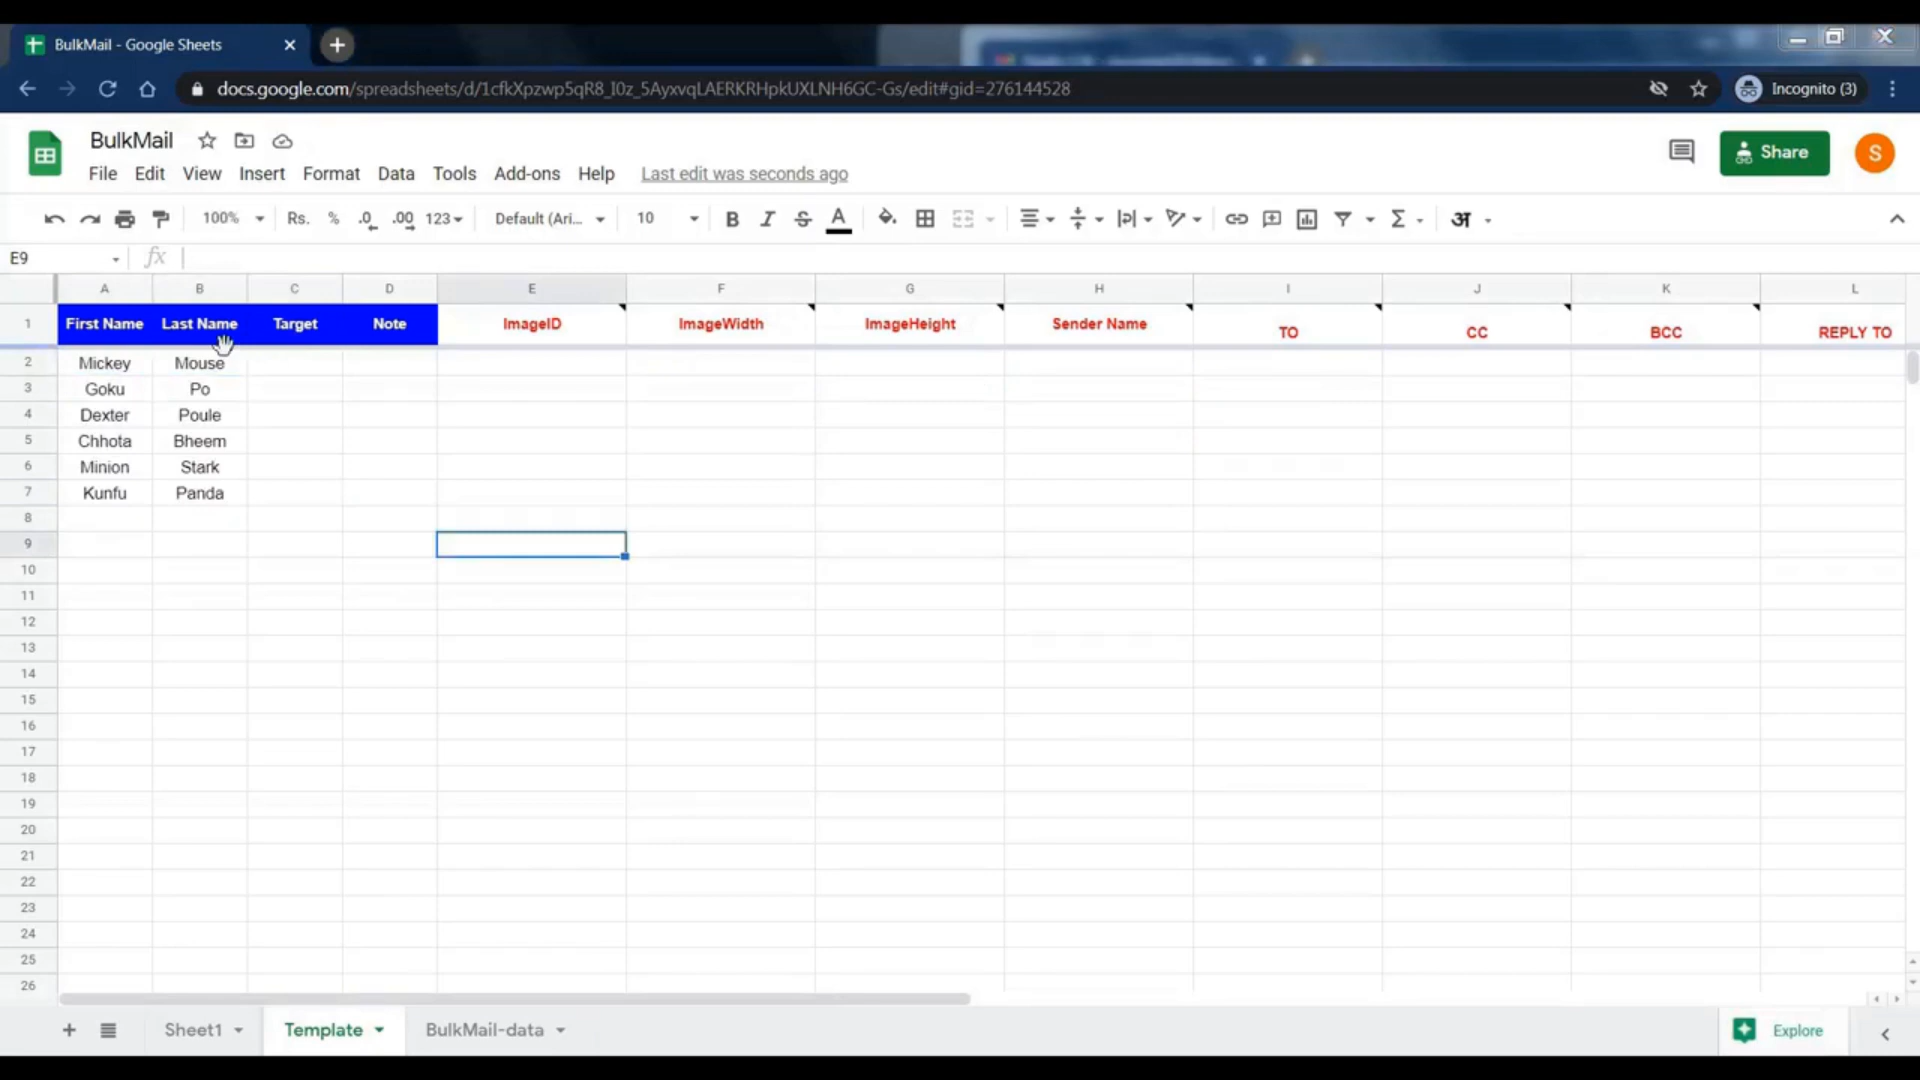 BulkMail - Google Sheets
docs.google.com/spreadsheets/d/1cfkXpzwp5qR8_I0z_5AyxvqLAERKRHpkUXLNH6GC-Gs/edit#gid=276144528
Incognito (3)
BulkMail
Share
S
File Edit View Insert Format Data Tools Add-ons Help Last edit was seconds ago
100% Rs. % .0 .00 123 Default (Ari... 10 B I S A Σ अ
E9 fx
A B C D E F G H I J K L
1 First Name Last Name Target Note ImageID ImageWidth ImageHeight Sender Name TO CC BCC REPLY TO
2 Mickey Mouse
3 Goku Po
4 Dexter Poule
5 Chhota Bheem
6 Minion Stark
7 Kunfu Panda
8
9
10
11
12
13
14
15
16
17
18
19
20
21
22
23
24
25
26
Sheet1 Template BulkMail-data Explore